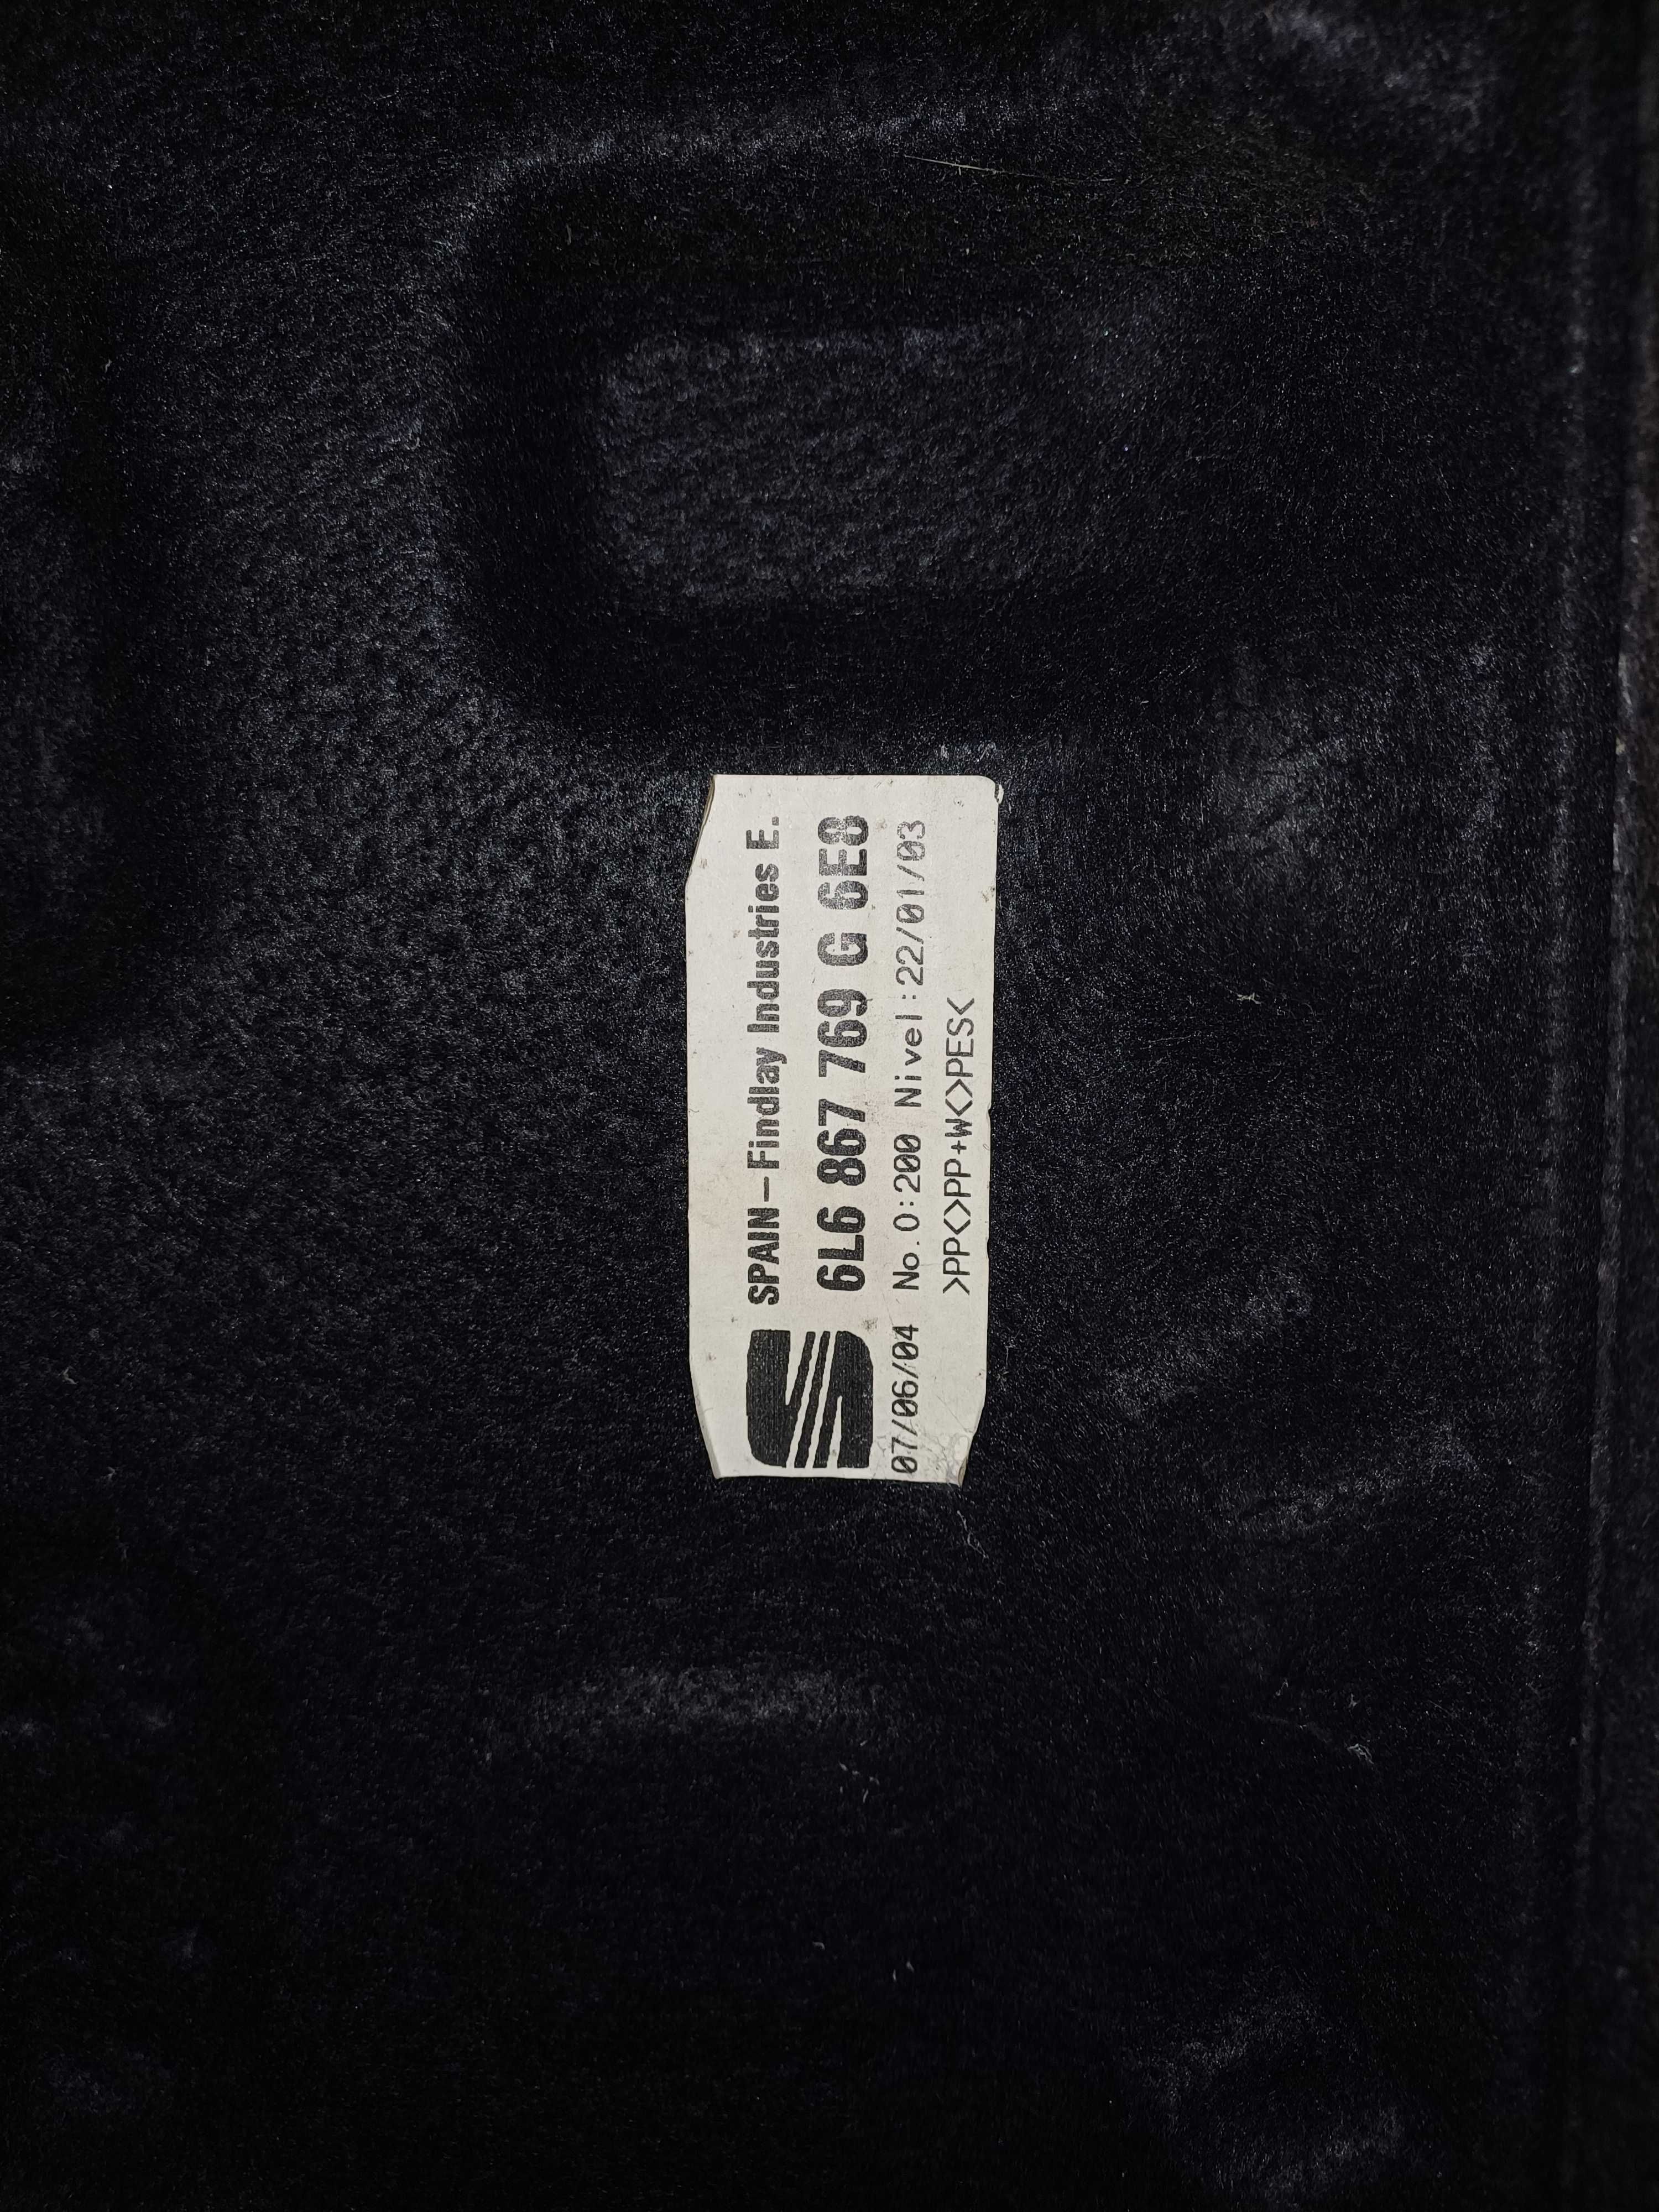 SPAIN-Findlay Industries E.
6L6 867 769 G 6E8
07/06/04 No.O:200 Nivel:22/01/03
>PP<>PP+W<>PES<